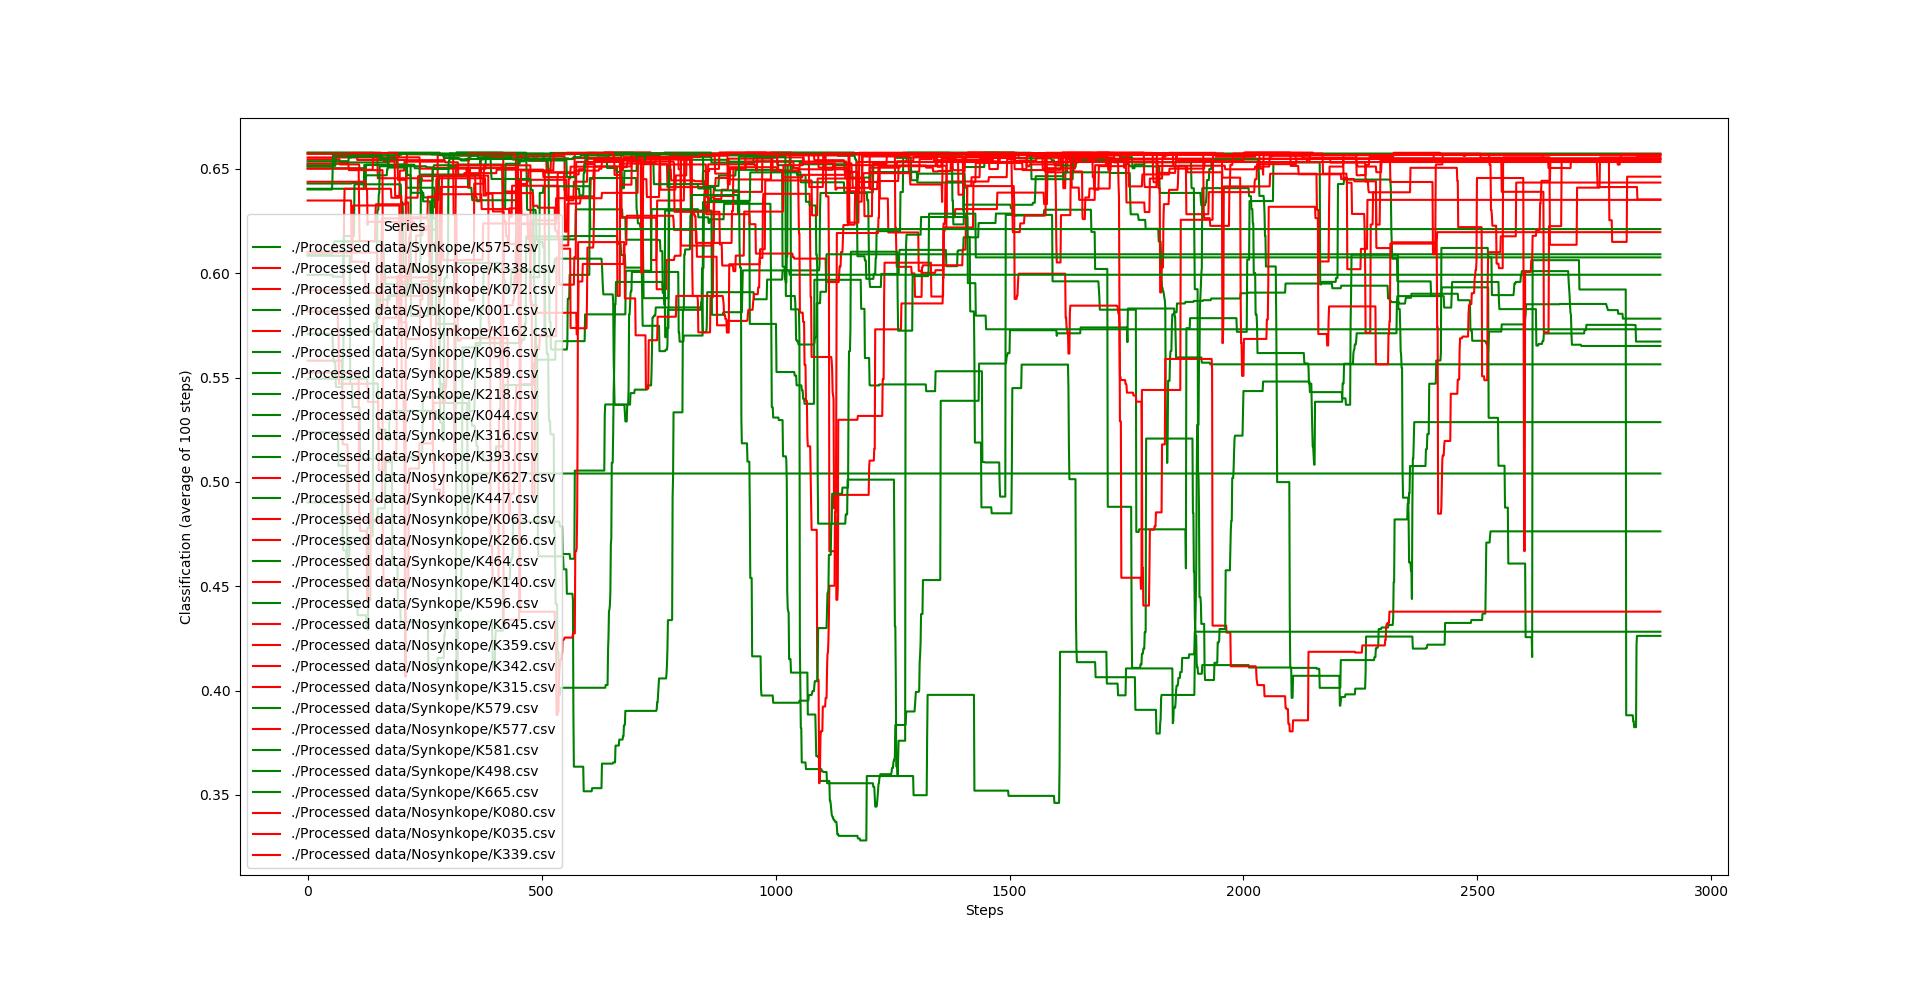 0.65
0.60
0.55
0.50
0.45
0.40
0.35
Classification (average of 100 steps)
Series
./Processed data/Synkope/K575.csv
./Processed data/Nosynkope/K338.csv
./Processed data/Nosynkope/K072.csv
./Processed data/Synkope/K001.csv
./Processed data/Nosynkope/K162.csv
./Processed data/Synkope/K096.csv
./Processed data/Synkope/K589.csv
./Processed data/Synkope/K218.csv
./Processed data/Synkope/K044.csv
./Processed data/Synkope/K316.csv
./Processed data/Synkope/K393.csv
./Processed data/Nosynkope/K627.csv
./Processed data/Synkope/K447.csv
./Processed data/Nosynkope/K063.csv
./Processed data/Nosynkope/K266.csv
./Processed data/Synkope/K464.csv
./Processed data/Nosynkope/K140.csv
./Processed data/Synkope/K596.csv
./Processed data/Nosynkope/K645.csv
./Processed data/Nosynkope/K359.csv
./Processed data/Nosynkope/K342.csv
./Processed data/Nosynkope/K315.csv
./Processed data/Synkope/K579.csv
./Processed data/Nosynkope/K577.csv
./Processed data/Synkope/K581.csv
./Processed data/Synkope/K498.csv
./Processed data/Synkope/K665.csv
./Processed data/Nosynkope/K080.csv
./Processed data/Nosynkope/K035.csv
./Processed data/Nosynkope/K339.csv
0 500 1000 1500 2000 2500 3000
Steps